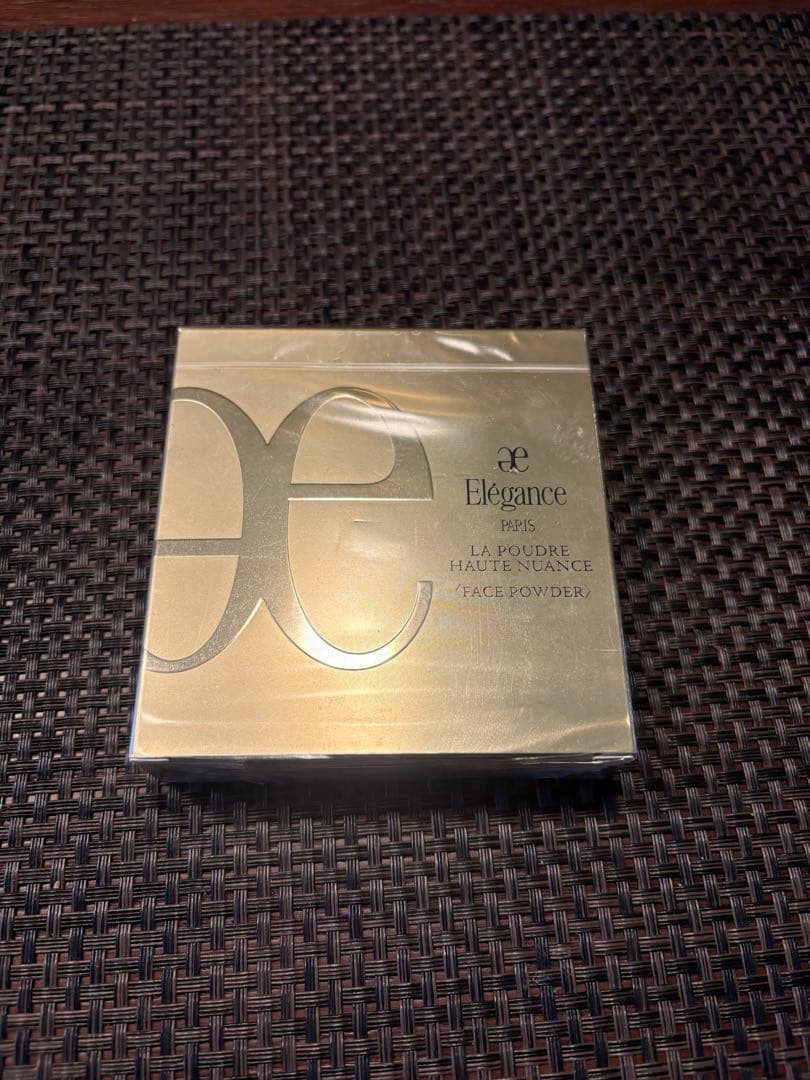 æ
æ
Elégance
PARIS
LA POUDRE
HAUTE NUANCE
〈FACE POWDER〉